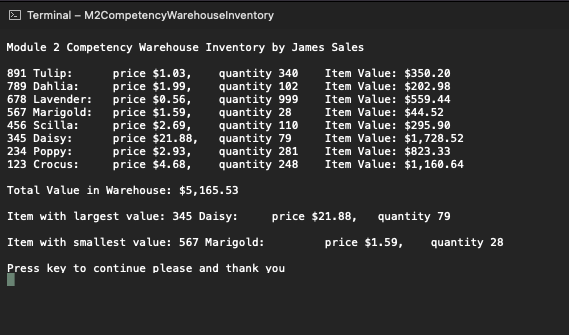 Terminal – M2CompetencyWarehouseInventory
Module 2 Competency Warehouse Inventory by James Sales
891 Tulip: price $1.03, quantity 340 Item Value: $350.20
789 Dahlia: price $1.99, quantity 102 Item Value: $202.98
678 Lavender: price $0.56, quantity 999 Item Value: $559.44
567 Marigold: price $1.59, quantity 28 Item Value: $44.52
456 Scilla: price $2.69, quantity 110 Item Value: $295.90
345 Daisy: price $21.88, quantity 79 Item Value: $1,728.52
234 Poppy: price $2.93, quantity 281 Item Value: $823.33
123 Crocus: price $4.68, quantity 248 Item Value: $1,160.64
Total Value in Warehouse: $5,165.53
Item with largest value: 345 Daisy: price $21.88, quantity 79
Item with smallest value: 567 Marigold: price $1.59, quantity 28
Press key to continue please and thank you